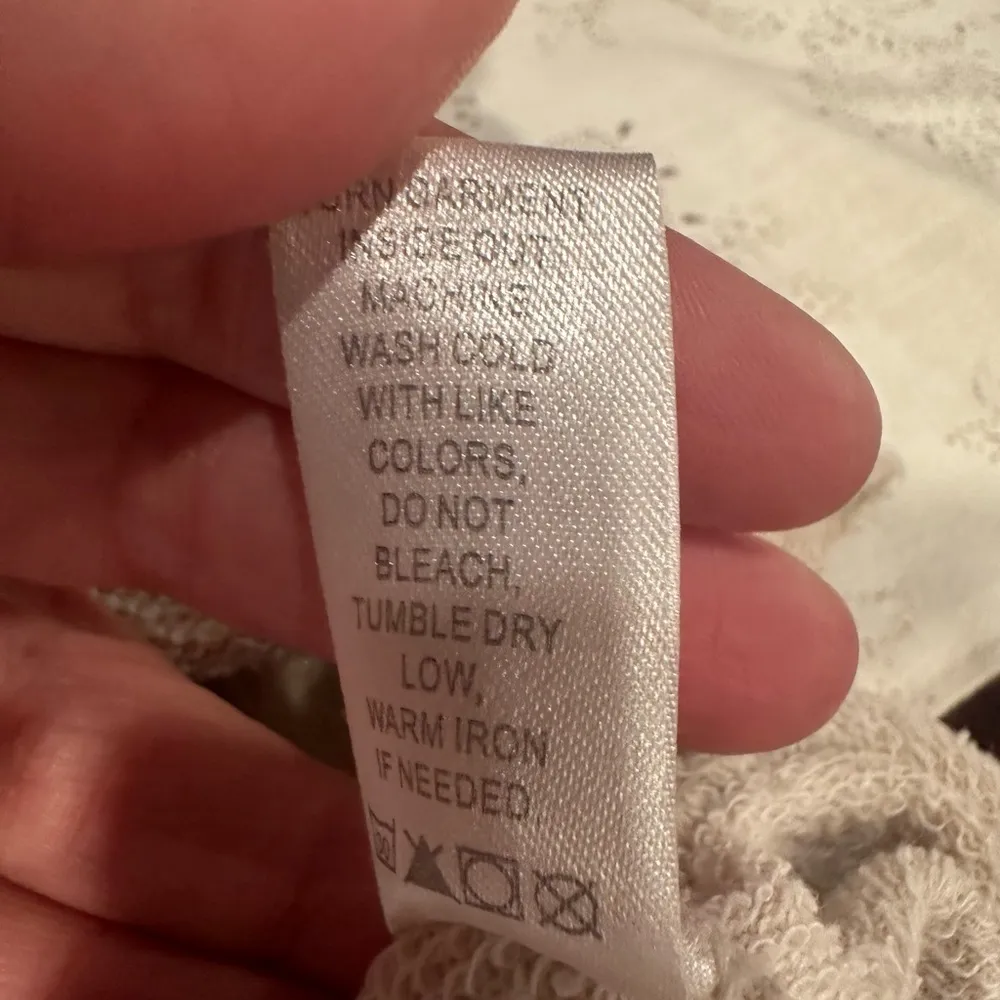 TURN GARMENT
INSIDE OUT
MACHINE
WASH COLD
WITH LIKE
COLORS,
DO NOT
BLEACH,
TUMBLE DRY
LOW,
WARM IRON
IF NEEDED